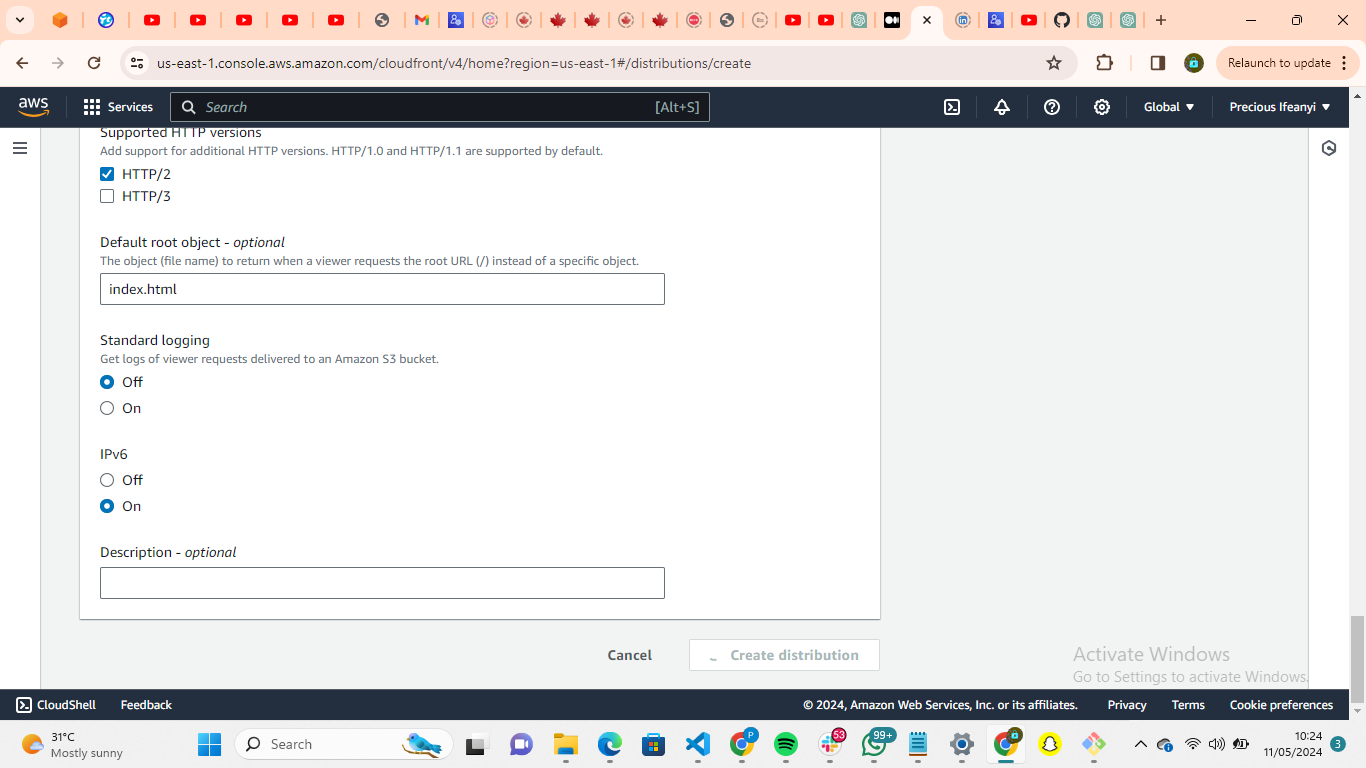 us-east-1.console.aws.amazon.com/cloudfront/v4/home?region=us-east-1#/distributions/create
Relaunch to update
aws
Services
Search
[Alt+S]
Global
Precious Ifeanyi
Supported HTTP versions
Add support for additional HTTP versions. HTTP/1.0 and HTTP/1.1 are supported by default.
HTTP/2
HTTP/3
Default root object - optional
The object (file name) to return when a viewer requests the root URL (/) instead of a specific object.
index.html
Standard logging
Get logs of viewer requests delivered to an Amazon S3 bucket.
Off
On
IPv6
Off
On
Description - optional
Cancel
Create distribution
Activate Windows
Go to Settings to activate Windows.
CloudShell
Feedback
© 2024, Amazon Web Services, Inc. or its affiliates.
Privacy
Terms
Cookie preferences
31°C
Mostly sunny
Search
P
53
99+
10:24
11/05/2024
3